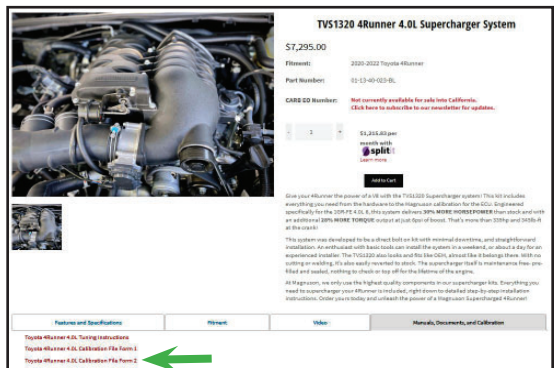 TVS1320 4Runner 4.0L Supercharger System
$7,295.00
Fitment: 2020-2022 Toyota 4Runner
Part Number: 01-13-40-023-BL
CARB EO Number: Not currently available for sale into California.
Click here to subscribe to our newsletter for updates.
- 1 + $1,215.83 per
month with
splitit
Learn more
Add to Cart
Give your 4Runner the power of a V8 with the TVS1320 Supercharger system! This kit includes
everything you need from the hardware to the Magnuson calibration for the ECU. Engineered
specifically for the 1GR-FE 4.0L 6, this system delivers 30% MORE HORSEPOWER than stock and with
an additional 20% MORE TORQUE output at just 6psi of boost. That's more than 330hp and 345lb-ft
at the crank!
This system was developed to be a direct bolt on kit with minimal downtime, and straightforward
installation. An enthusiast with basic tools can install the system in a weekend, or about a day for an
experienced installer. The TVS1320 also looks and fits like OEM, almost like it belongs there. With no
cutting or welding, it's also easily reverted to stock. The supercharger itself is maintenance free: pre-
filled and sealed, nothing to check or top off for the lifetime of the engine.
At Magnuson, we only use the highest quality components in our supercharger kits. Everything you
need to supercharge your 4Runner is included, right down to detailed step-by-step installation
instructions. Order yours today and unleash the power of a Magnuson Supercharged 4Runner!
Features and Specifications Fitment Video Manuals, Documents, and Calibration
Toyota 4Runner 4.0L Tuning Instructions
Toyota 4Runner 4.0L Calibration File Form 1
Toyota 4Runner 4.0L Calibration File Form 2